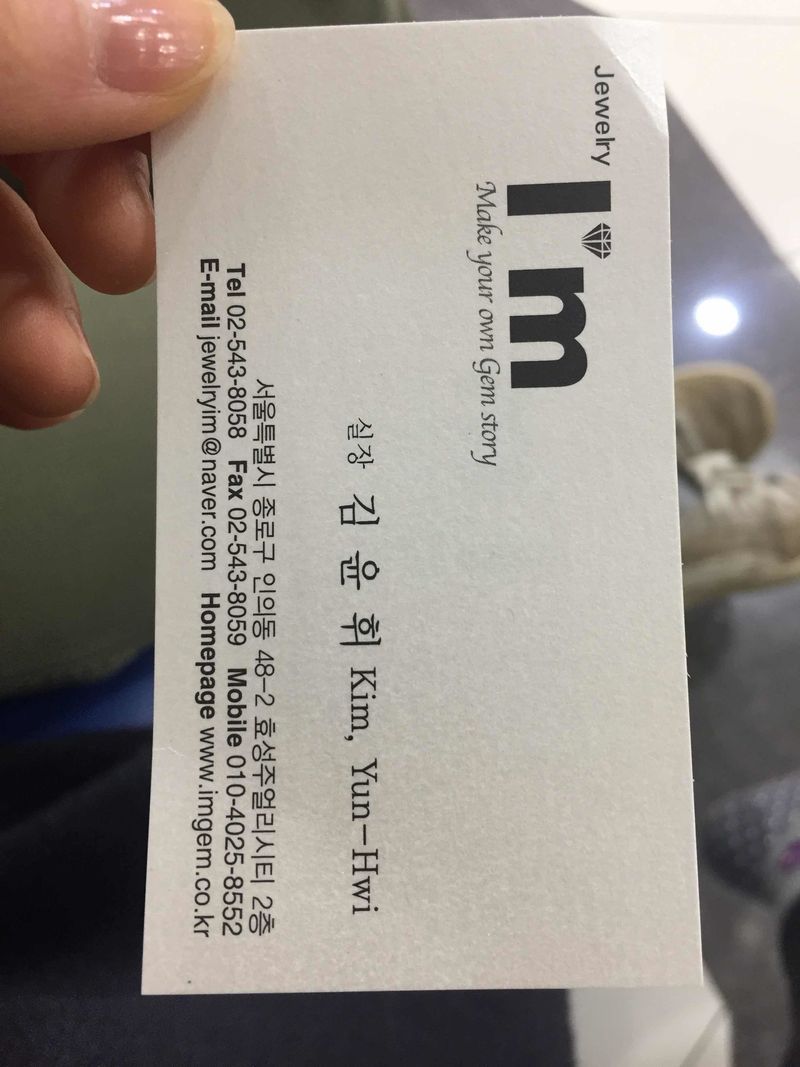 Jewelry
I'm
Make your own Gem story
실장 김 윤 휘 Kim, Yun-Hwi
서울특별시 종로구 인의동 48-2 효성주얼리시티 2층
Tel 02-543-8058 Fax 02-543-8059 Mobile 010-4025-8552
E-mail jewelryim@naver.com Homepage www.imgem.co.kr